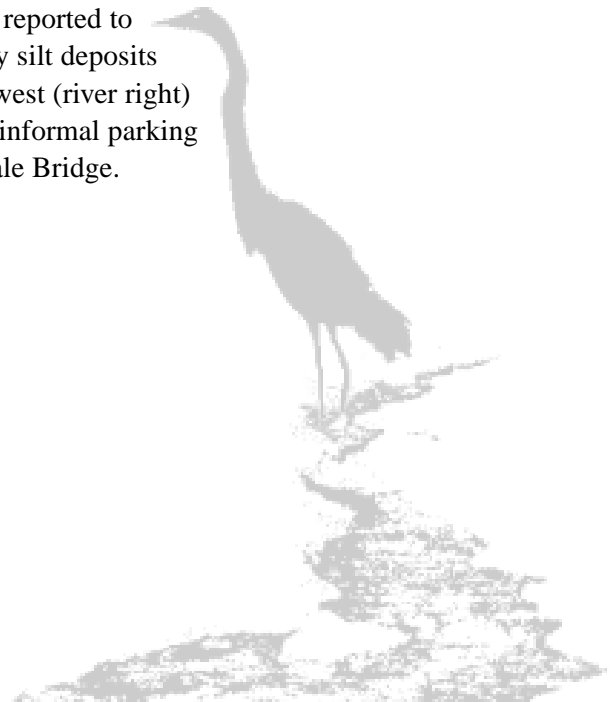 reported to
y silt deposits
west (river right)
informal parking
ale Bridge.